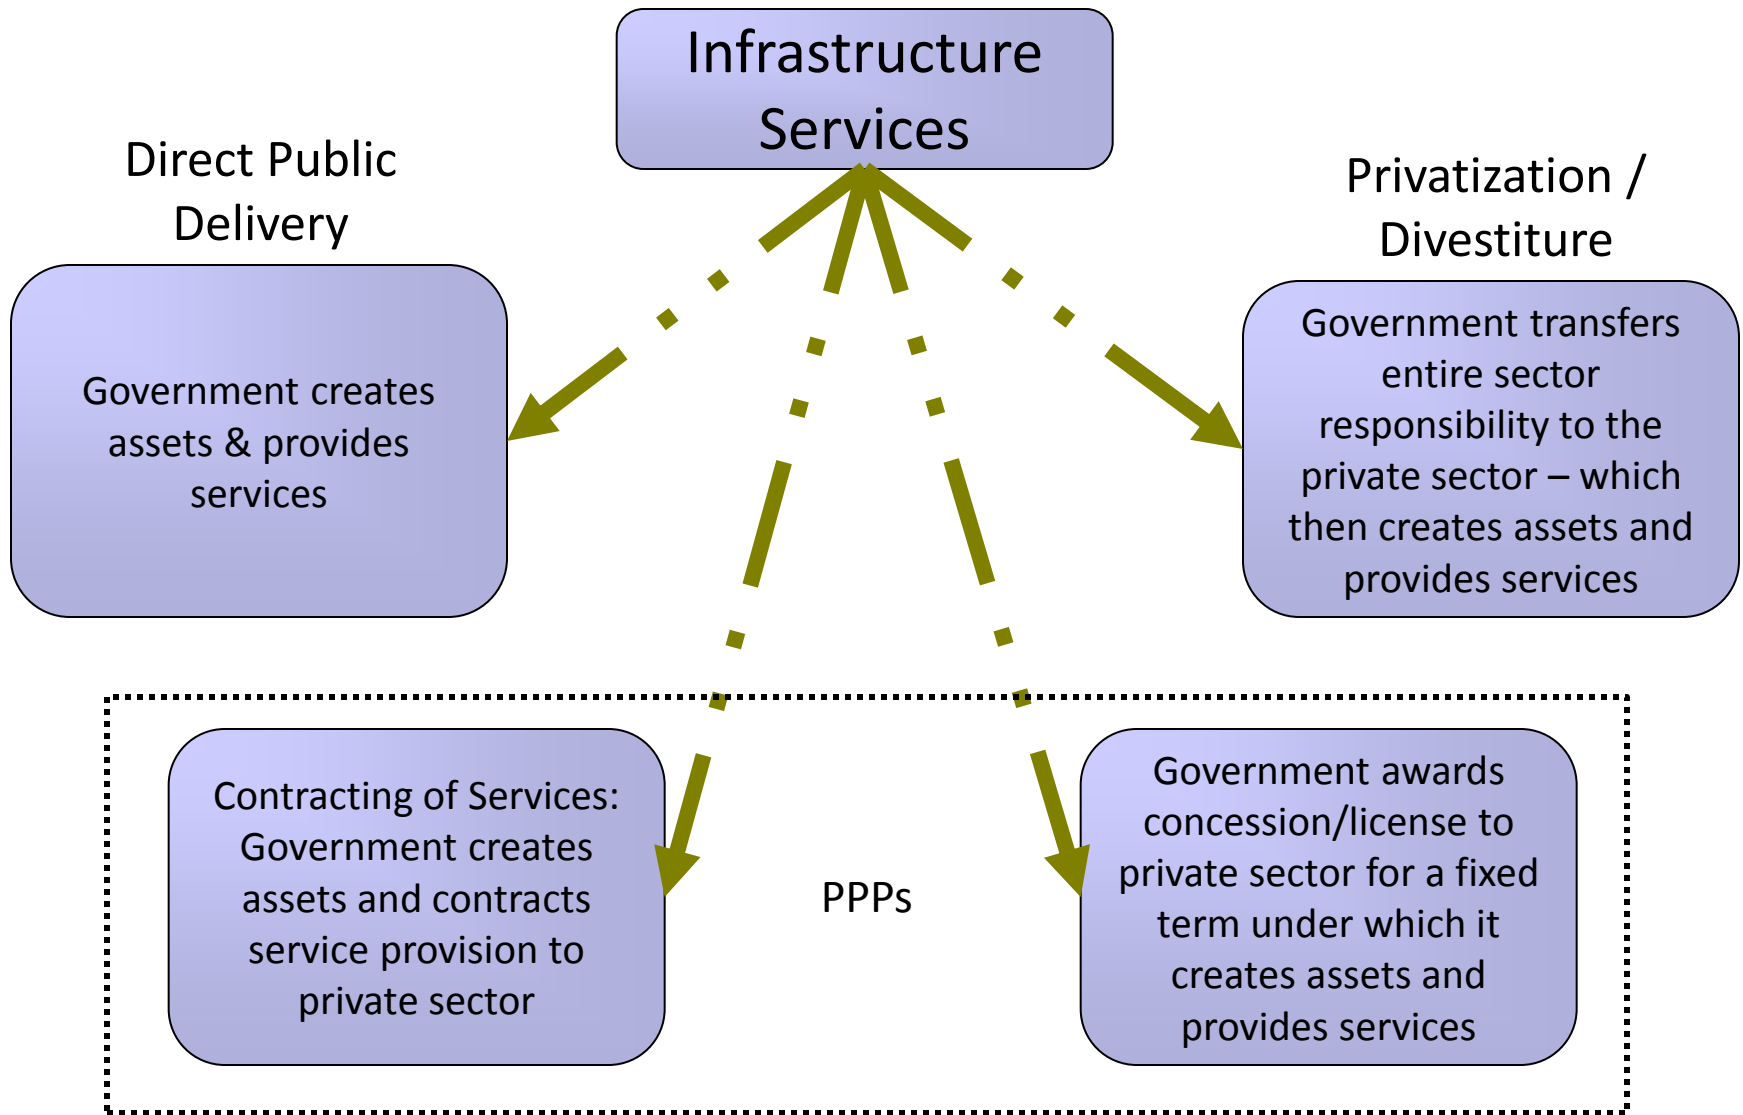 Infrastructure
Services
Direct Public
Delivery
Privatization /
Divestiture
Government creates
assets & provides
services
Government transfers
entire sector
responsibility to the
private sector – which
then creates assets and
provides services
Contracting of Services:
Government creates
assets and contracts
service provision to
private sector
PPPs
Government awards
concession/license to
private sector for a fixed
term under which it
creates assets and
provides services